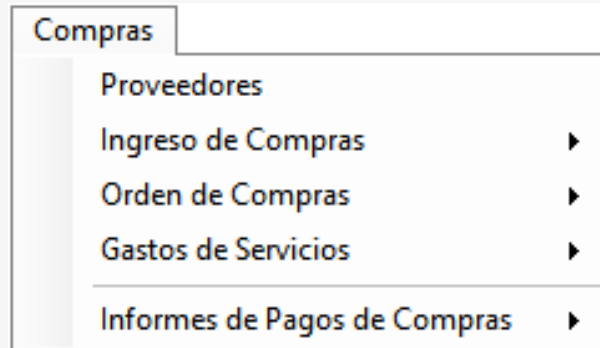 Compras
Proveedores
Ingreso de Compras
Orden de Compras
Gastos de Servicios
Informes de Pagos de Compras